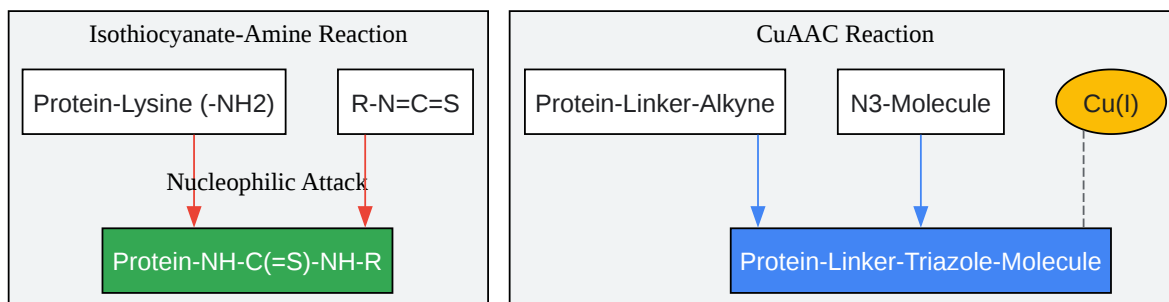 Isothiocyanate-Amine Reaction
Protein-Lysine (-NH2)
R-N=C=S
Nucleophilic Attack
Protein-NH-C(=S)-NH-R
CuAAC Reaction
Protein-Linker-Alkyne
N3-Molecule
Cu(I)
Protein-Linker-Triazole-Molecule